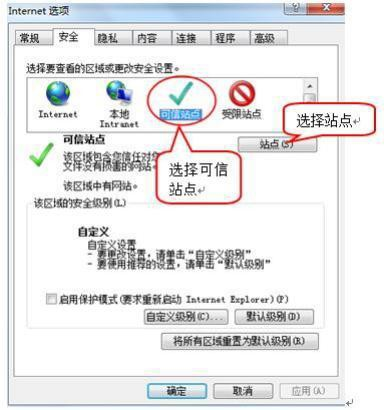 Internet 选项
常规 安全 隐私 内容 连接 程序 高级
选择要查看的区域或更改安全设置。
Internet
本地
Intranet
可信站点
受限站点
选择站点
可信站点
站点(S)
该区域包含您信任对您
文件没有损害的网站。
选择可信
站点
该区域中有网站。
该区域的安全级别(L)
自定义
自定义设置
- 要更改设置，请单击“自定义级别”
- 要使用推荐的设置，请单击“默认级别”
启用保护模式(要求重新启动 Internet Explorer)(P)
自定义级别(C)... 默认级别(D)
将所有区域重置为默认级别(R)
确定 取消 应用(A)